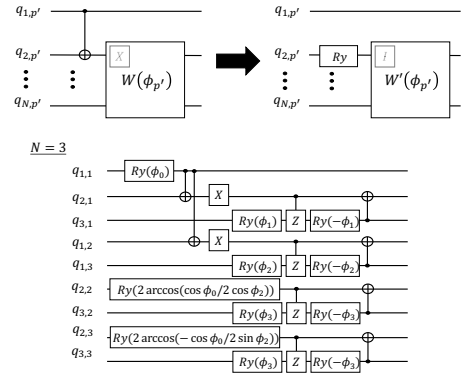 q₁,ₚ′ q₁,ₚ′
q₂,ₚ′ X q₂,ₚ′ Ry
W(ϕₚ′) W′(ϕₚ′)
q_N,ₚ′ q_N,ₚ′
N = 3
q₁,₁ Ry(ϕ₀)
q₂,₁ X
q₃,₁ Ry(ϕ₁) Z Ry(−ϕ₁)
q₁,₂ X
q₁,₃ Ry(ϕ₂) Z Ry(−ϕ₂)
q₂,₂ Ry(2 arccos(cos ϕ₀/2 cos ϕ₂))
q₃,₂ Ry(ϕ₃) Z Ry(−ϕ₃)
q₂,₃ Ry(2 arccos(− cos ϕ₀/2 sin ϕ₂))
q₃,₃ Ry(ϕ₃) Z Ry(−ϕ₃)